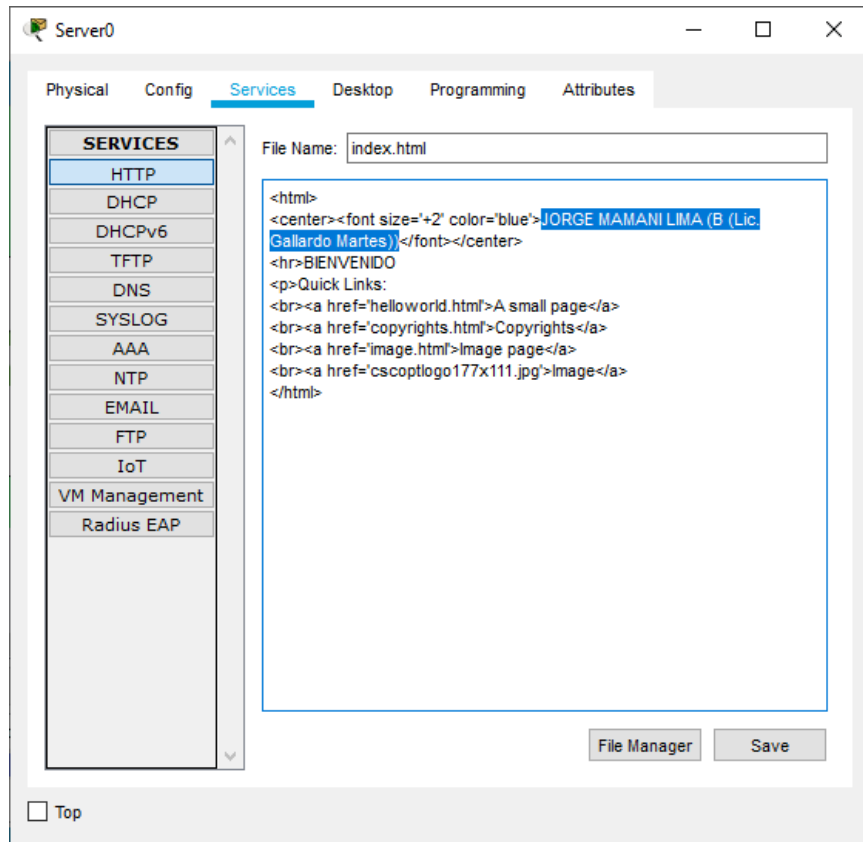 Server0
Physical Config Services Desktop Programming Attributes
SERVICES
HTTP
DHCP
DHCPv6
TFTP
DNS
SYSLOG
AAA
NTP
EMAIL
FTP
IoT
VM Management
Radius EAP
File Name: index.html
<html>
<center><font size='+2' color='blue'>JORGE MAMANI LIMA (B (Lic.
Gallardo Martes))</font></center>
<hr>BIENVENIDO
<p>Quick Links:
<br><a href='helloworld.html'>A small page</a>
<br><a href='copyrights.html'>Copyrights</a>
<br><a href='image.html'>Image page</a>
<br><a href='cscoptlogo177x111.jpg'>Image</a>
</html>
File Manager Save
Top